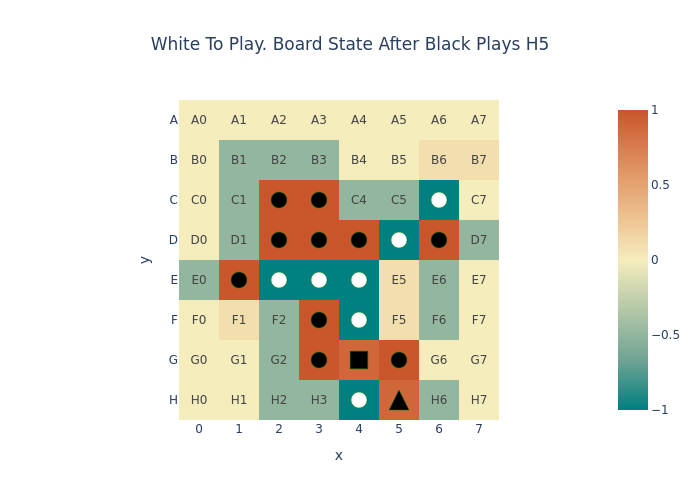 White To Play. Board State After Black Plays H5
A A0 A1 A2 A3 A4 A5 A6 A7
B B0 B1 B2 B3 B4 B5 B6 B7
C C0 C1 C4 C5 C7
D D0 D1 D7
E E0 E5 E6 E7
F F0 F1 F2 F5 F6 F7
G G0 G1 G2 G6 G7
H H0 H1 H2 H3 H6 H7
0 1 2 3 4 5 6 7
x
y
1
0.5
0
−0.5
−1